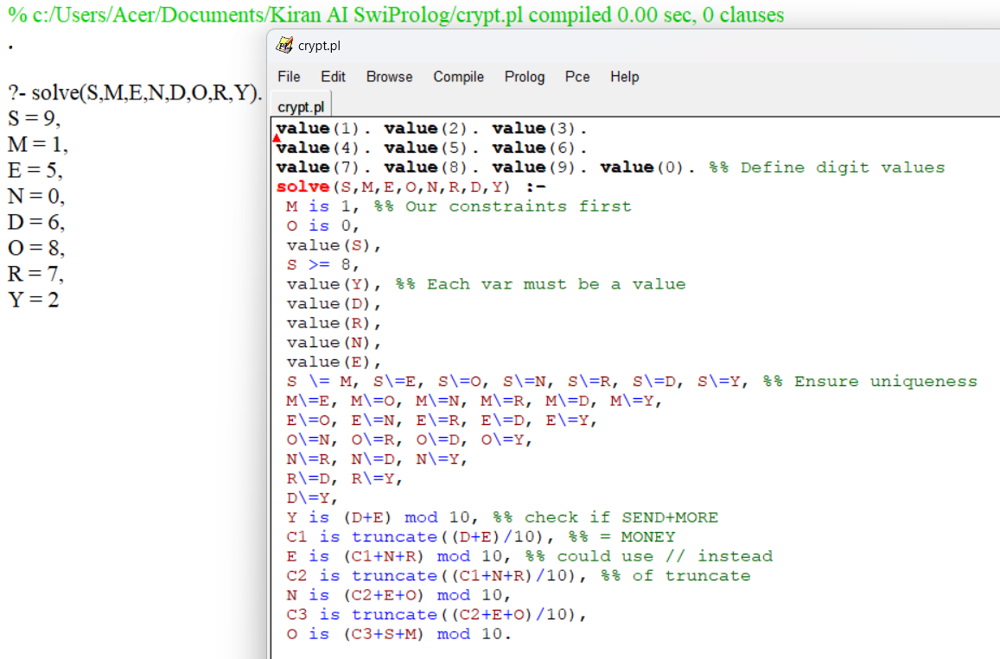 % c:/Users/Acer/Documents/Kiran AI SwiProlog/crypt.pl compiled 0.00 sec, 0 clauses
.
?- solve(S,M,E,N,D,O,R,Y).
S = 9,
M = 1,
E = 5,
N = 0,
D = 6,
O = 8,
R = 7,
Y = 2
crypt.pl
File Edit Browse Compile Prolog Pce Help
crypt.pl
value(1). value(2). value(3).
value(4). value(5). value(6).
value(7). value(8). value(9). value(0). %% Define digit values
solve(S,M,E,O,N,R,D,Y) :-
M is 1, %% Our constraints first
O is 0,
value(S),
S >= 8,
value(Y), %% Each var must be a value
value(D),
value(R),
value(N),
value(E),
S \= M, S\=E, S\=O, S\=N, S\=R, S\=D, S\=Y, %% Ensure uniqueness
M\=E, M\=O, M\=N, M\=R, M\=D, M\=Y,
E\=O, E\=N, E\=R, E\=D, E\=Y,
O\=N, O\=R, O\=D, O\=Y,
N\=R, N\=D, N\=Y,
R\=D, R\=Y,
D\=Y,
Y is (D+E) mod 10, %% check if SEND+MORE
C1 is truncate((D+E)/10), %% = MONEY
E is (C1+N+R) mod 10, %% could use // instead
C2 is truncate((C1+N+R)/10), %% of truncate
N is (C2+E+O) mod 10,
C3 is truncate((C2+E+O)/10),
O is (C3+S+M) mod 10.